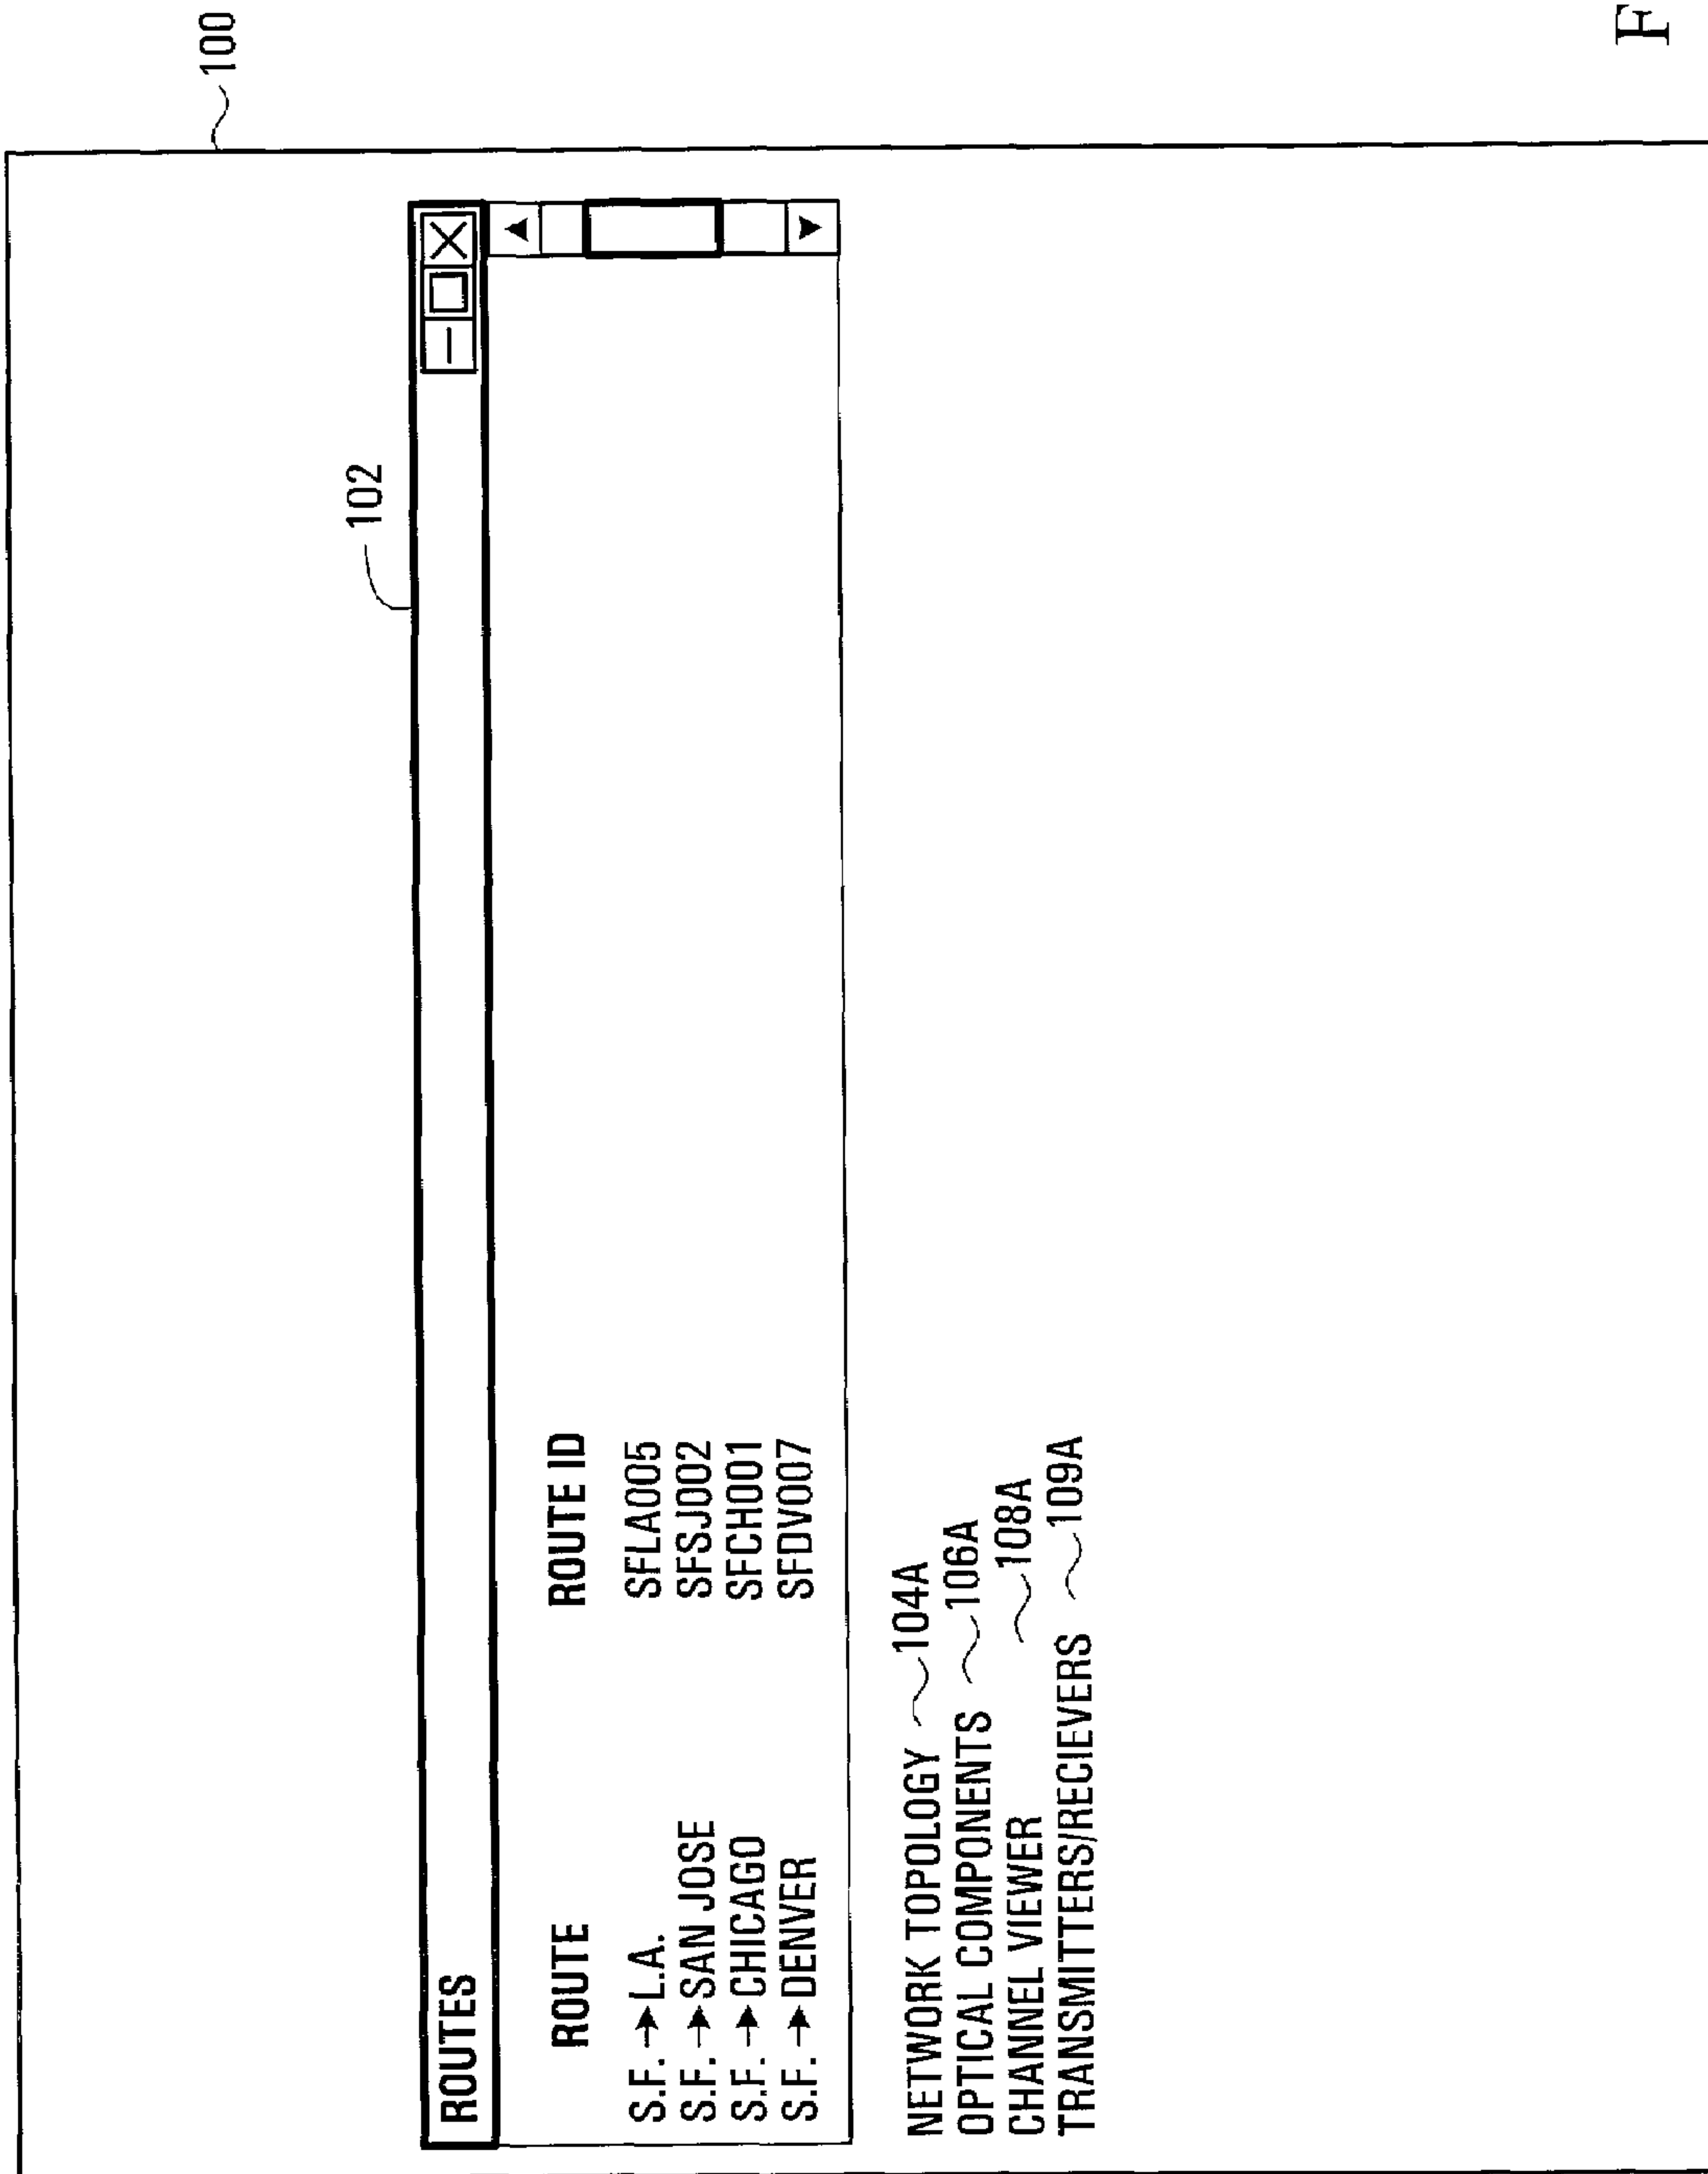 100
102
ROUTES
ROUTE ROUTE ID
S.F. → L.A. SFLA005
S.F. → SAN JOSE SFSJ002
S.F. → CHICAGO SFCH001
S.F. → DENVER SFDV007
NETWORK TOPOLOGY 104A
OPTICAL COMPONENTS 106A
CHANNEL VIEWER 108A
TRANSMITTERS/RECIEVERS 109A
F